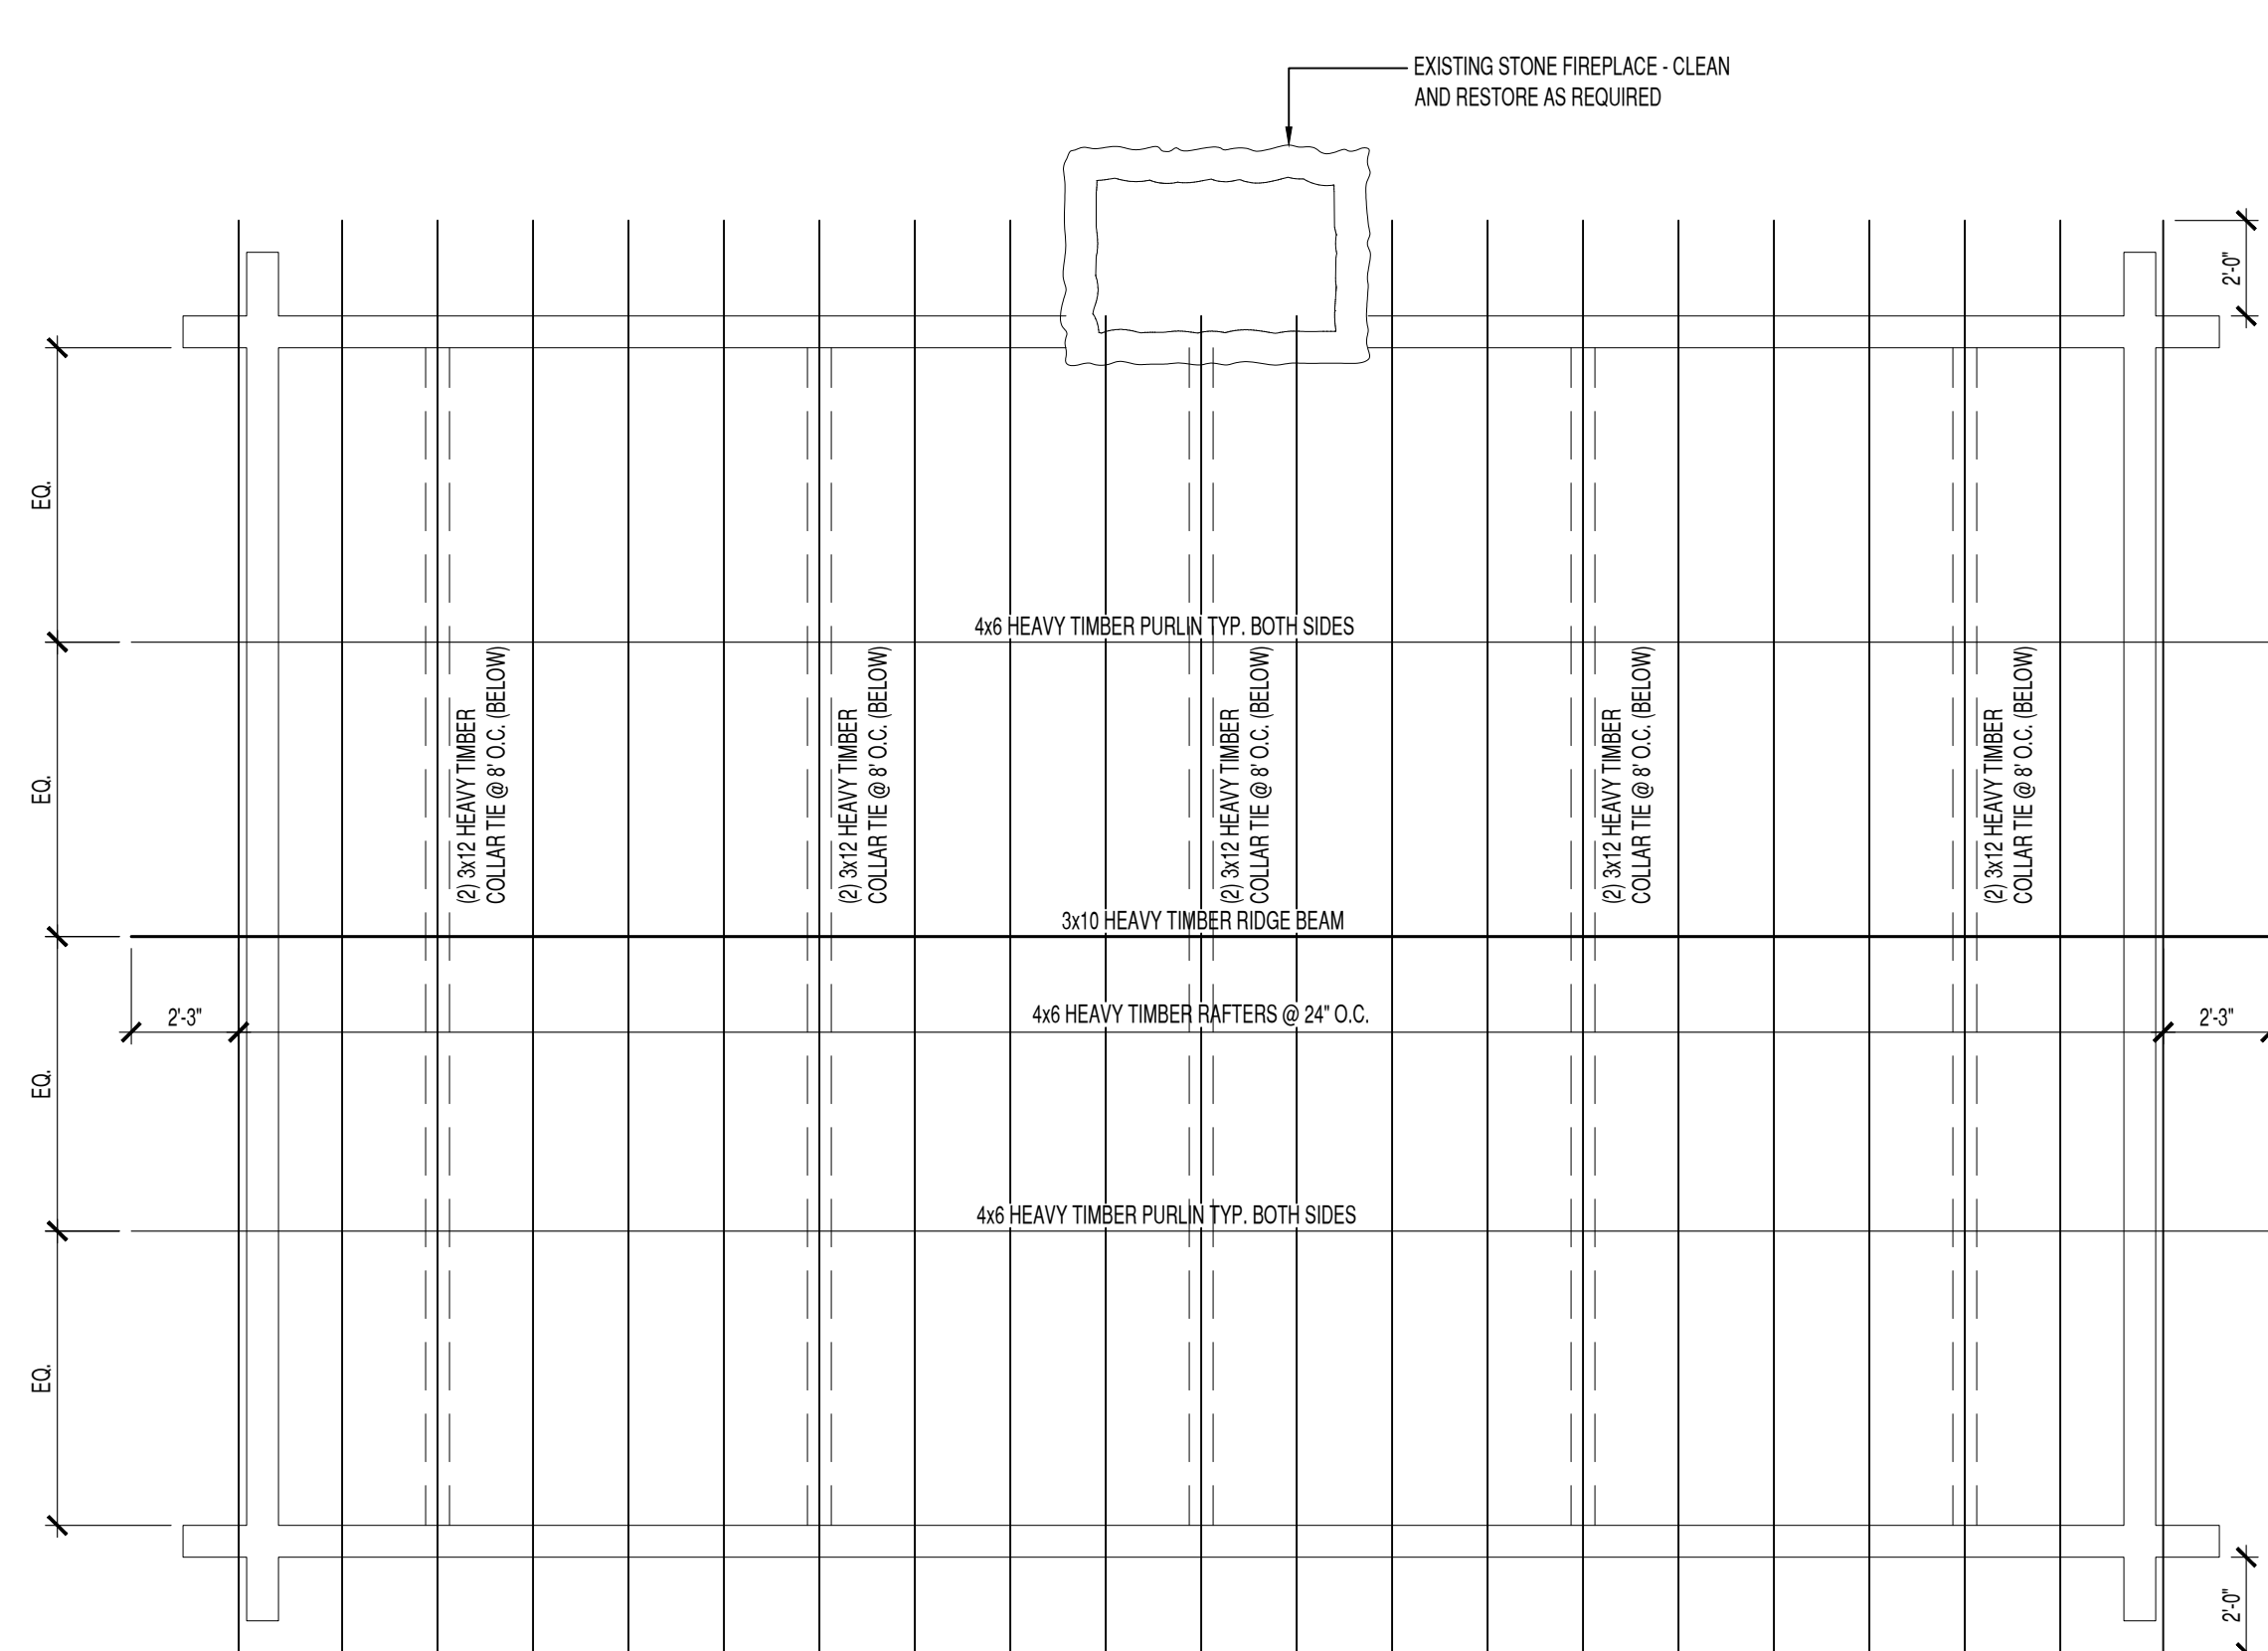 EXISTING STONE FIREPLACE - CLEAN
AND RESTORE AS REQUIRED
2'-0"
EQ.
4x6 HEAVY TIMBER PURLIN TYP. BOTH SIDES
(2) 3x12 HEAVY TIMBER
COLLAR TIE @ 8' O.C. (BELOW)
(2) 3x12 HEAVY TIMBER
COLLAR TIE @ 8' O.C. (BELOW)
(2) 3x12 HEAVY TIMBER
COLLAR TIE @ 8' O.C. (BELOW)
(2) 3x12 HEAVY TIMBER
COLLAR TIE @ 8' O.C. (BELOW)
(2) 3x12 HEAVY TIMBER
COLLAR TIE @ 8' O.C. (BELOW)
EQ.
3x10 HEAVY TIMBER RIDGE BEAM
2'-3"
4x6 HEAVY TIMBER RAFTERS @ 24" O.C.
2'-3"
EQ.
4x6 HEAVY TIMBER PURLIN TYP. BOTH SIDES
EQ.
2'-0"